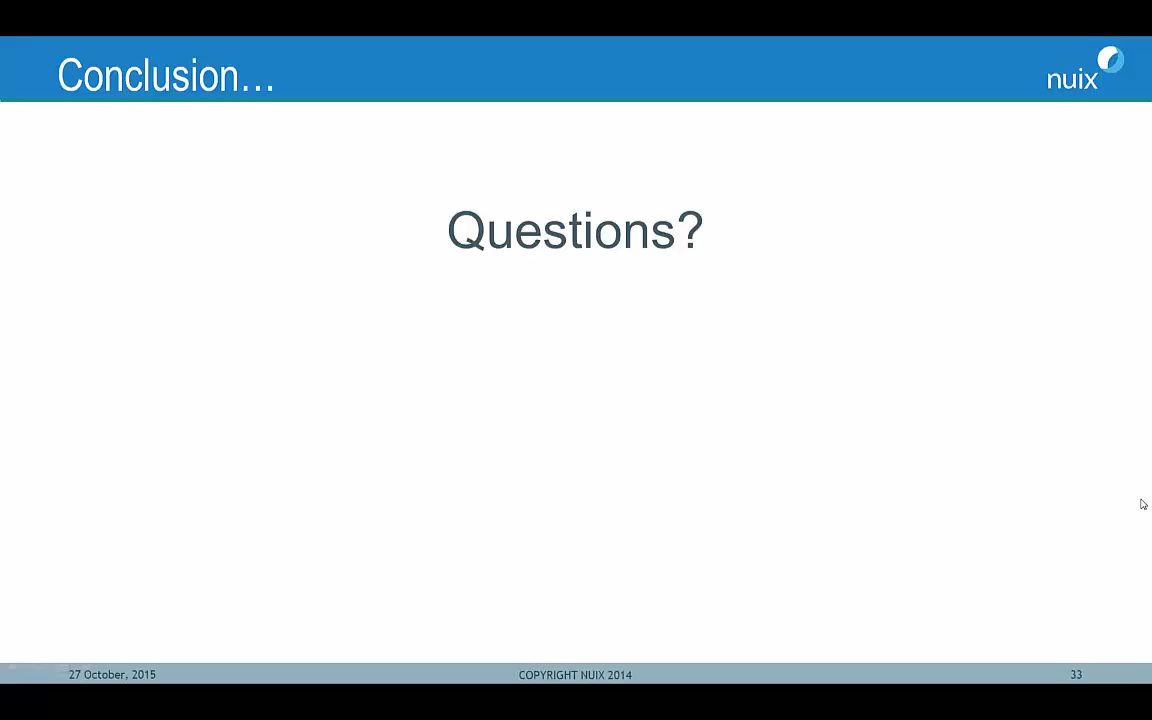 Conclusion…
nuix
Questions?
27 October, 2015
COPYRIGHT NUIX 2014
33